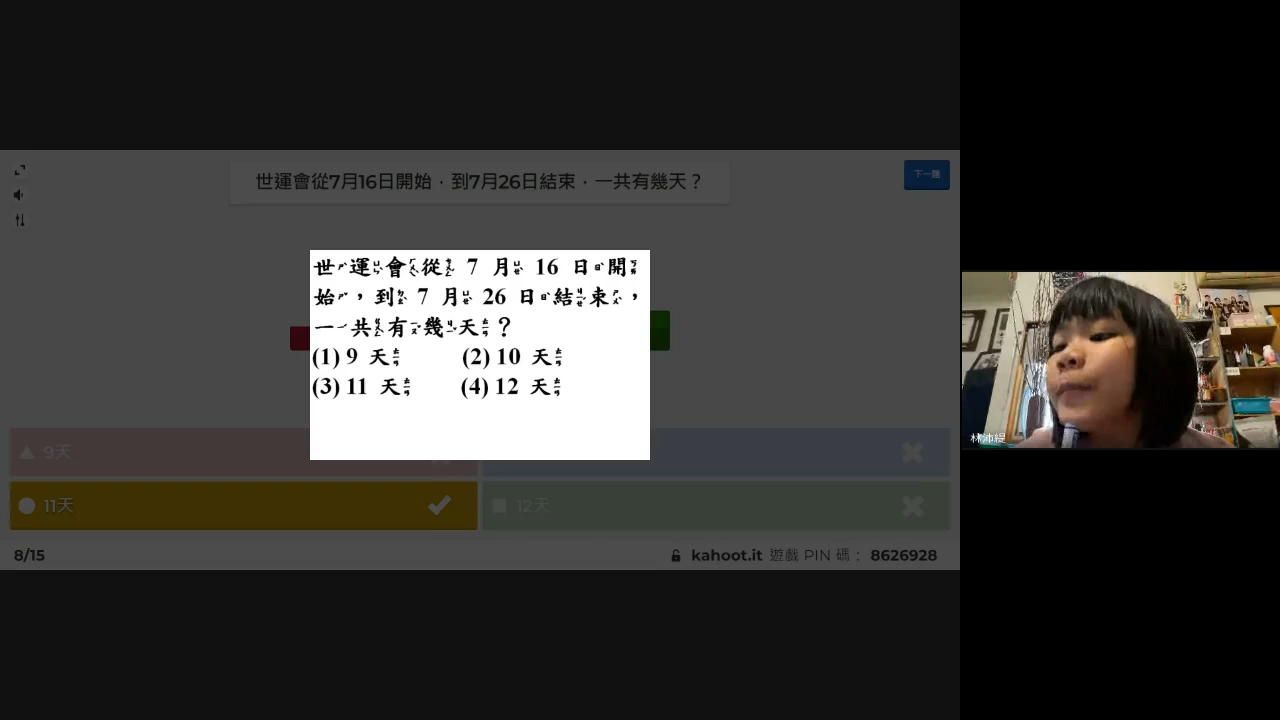 世運會從7月16日開始，到7月26日結束，一共有幾天？
下一題
世運會從 7 月 16 日開
始，到 7 月 26 日結束，
一共有幾天？
(1) 9 天 (2) 10 天
(3) 11 天 (4) 12 天
9天
11天
12天
8/15
kahoot.it 遊戲 PIN 碼： 8626928
林沛緹